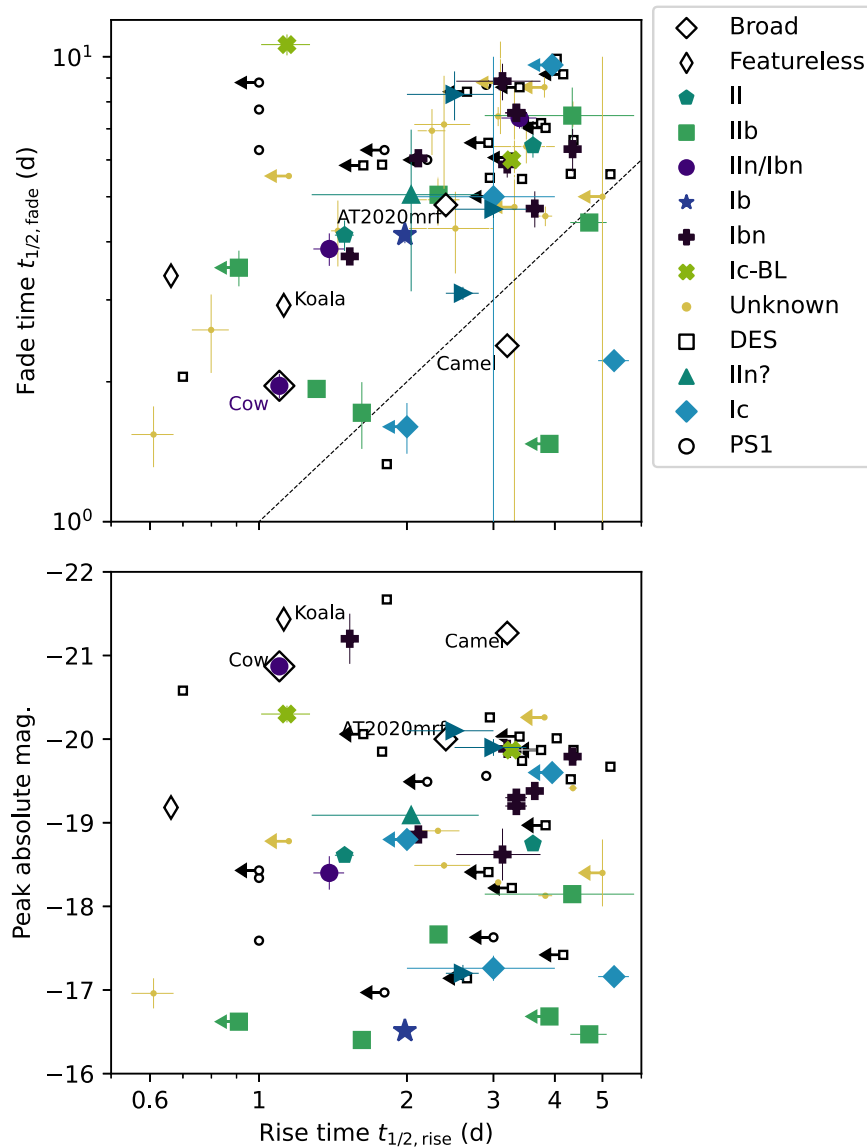 10¹
10⁰
Fade time t1/2, fade (d)
AT2020mrf
Koala
Cow
Camel
Broad
Featureless
II
IIb
IIn/Ibn
Ib
Ibn
Ic-BL
Unknown
DES
IIn?
Ic
PS1
−22
−21
−20
−19
−18
−17
−16
Peak absolute mag.
Koala
Camel
Cow
AT2020mrf
0.6
1
2
3
4
5
Rise time t1/2, rise (d)